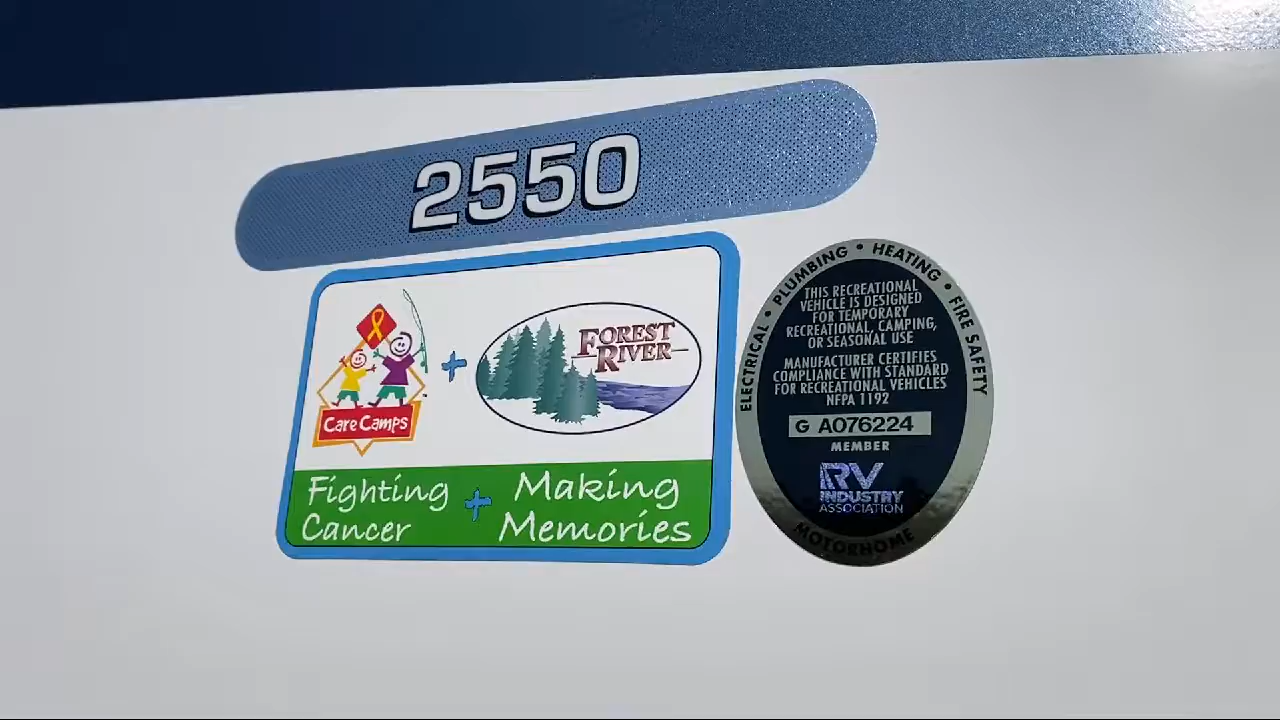 2550
Care Camps
+
FOREST
RIVER
Fighting
Cancer
+
Making
Memories
ELECTRICAL • PLUMBING • HEATING • FIRE SAFETY
THIS RECREATIONAL
VEHICLE IS DESIGNED
FOR TEMPORARY
RECREATIONAL, CAMPING,
OR SEASONAL USE
MANUFACTURER CERTIFIES
COMPLIANCE WITH STANDARD
FOR RECREATIONAL VEHICLES
NFPA 1192
G A076224
MEMBER
RV
INDUSTRY
ASSOCIATION
MOTORHOME